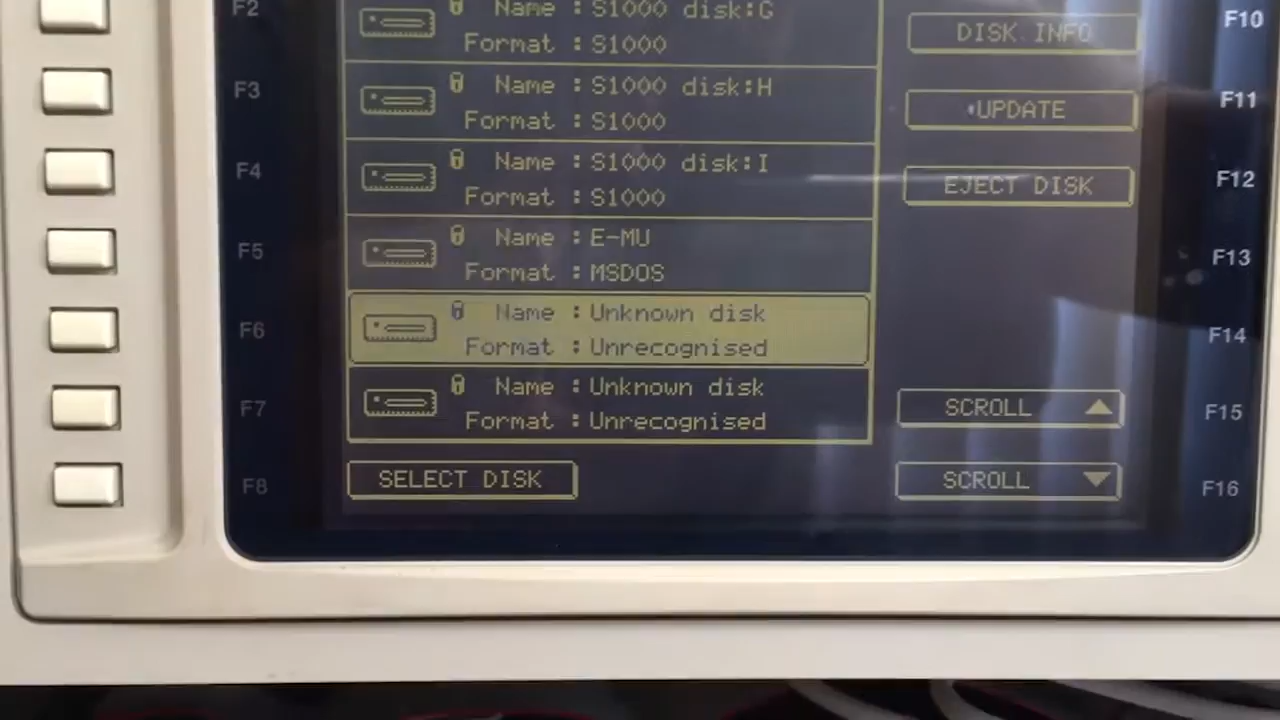 F2
Name : S1000 disk:G
Format : S1000
DISK INFO
F10
F3
Name : S1000 disk:H
Format : S1000
UPDATE
F11
F4
Name : S1000 disk:I
Format : S1000
EJECT DISK
F12
F5
Name : E-MU
Format : MSDOS
F13
F6
Name : Unknown disk
Format : Unrecognised
F14
F7
Name : Unknown disk
Format : Unrecognised
SCROLL
F15
F8
SELECT DISK
SCROLL
F16